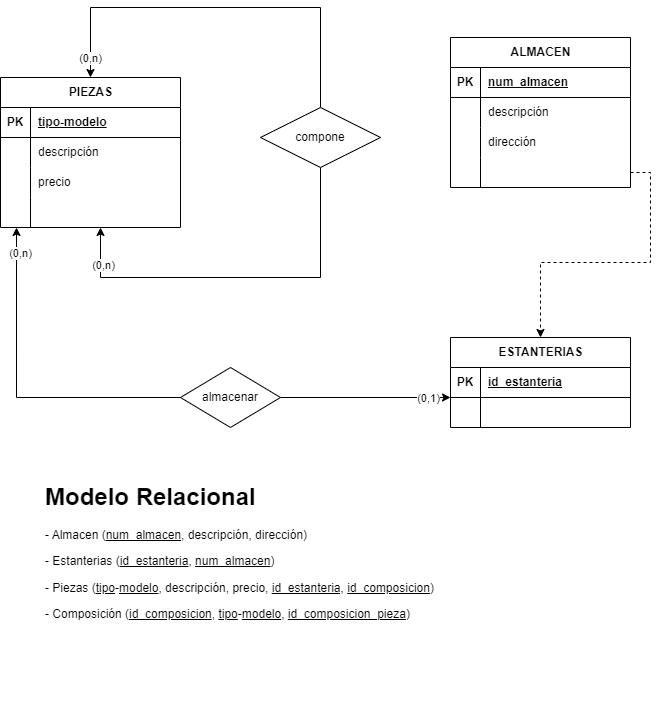 (0,n)
PIEZAS
PK tipo-modelo
descripción
precio
(0,n)
(0,n)
compone
ALMACEN
PK num_almacen
descripción
dirección
ESTANTERIAS
PK id_estanteria
almacenar
(0,1)
Modelo Relacional
- Almacen (num_almacen, descripción, dirección)
- Estanterias (id_estanteria, num_almacen)
- Piezas (tipo-modelo, descripción, precio, id_estanteria, id_composicion)
- Composición (id_composicion, tipo-modelo, id_composicion_pieza)